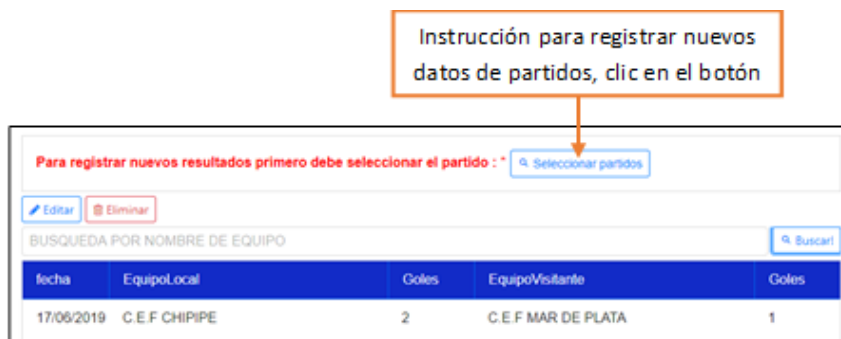 Instrucción para registrar nuevos
datos de partidos, clic en el botón
Para registrar nuevos resultados primero debe seleccionar el partido : * Seleccionar partidos
Editar Eliminar
BUSQUEDA POR NOMBRE DE EQUIPO Buscar!
fecha EquipoLocal Goles EquipoVisitante Goles
17/06/2019 C.E.F CHIPIPE 2 C.E.F MAR DE PLATA 1